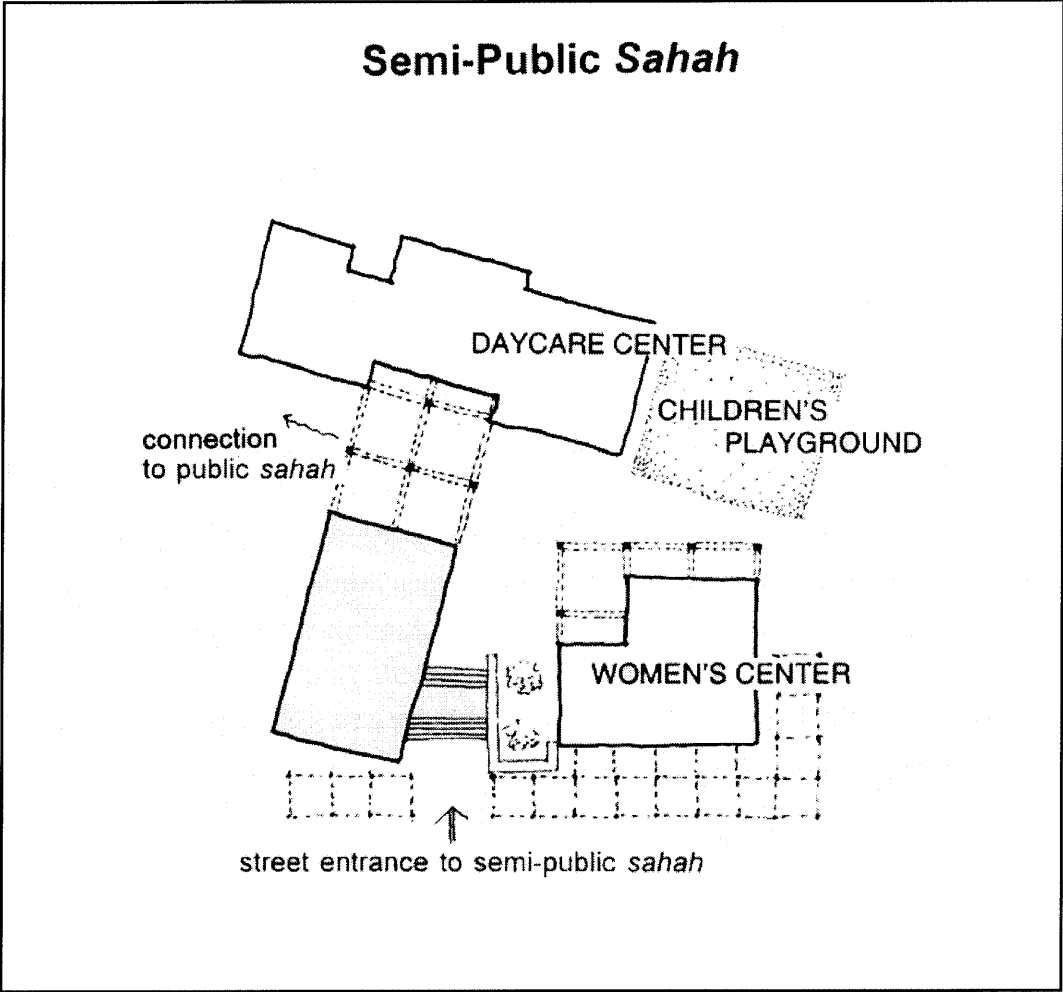 Semi-Public Sahah
DAYCARE CENTER
CHILDREN'S
PLAYGROUND
connection
to public sahah
WOMEN'S CENTER
street entrance to semi-public sahah